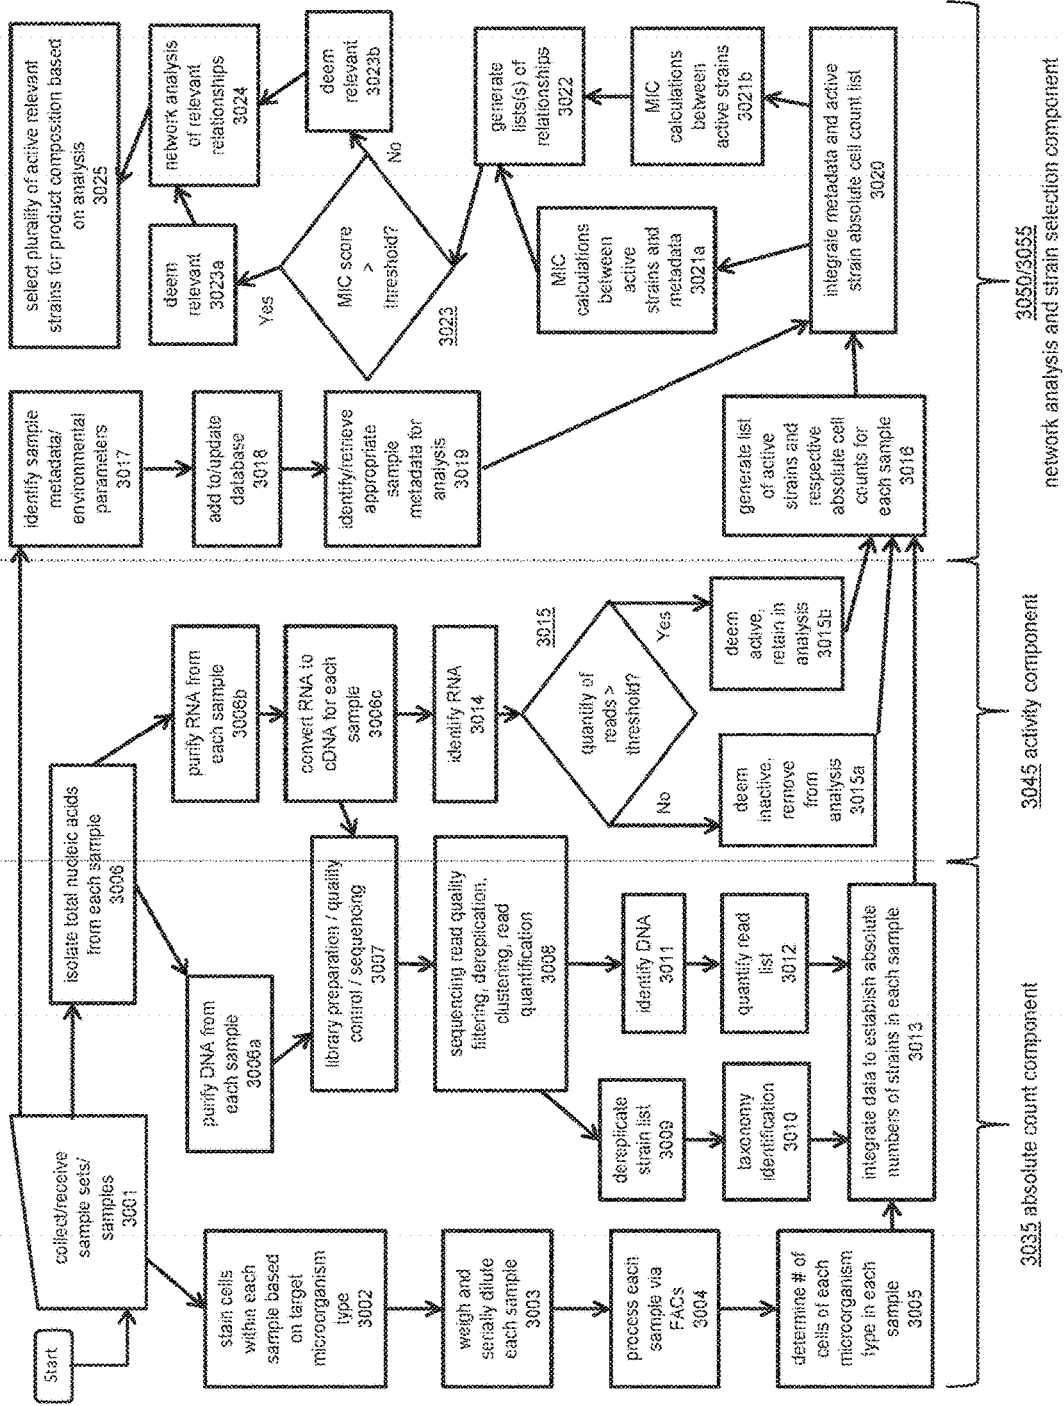 Start
collect/receive
sample sets/
samples
3001
stain cells
within each
sample based
on target
microorganism
type
3002
weigh and
serially dilute
each sample
3003
process each
sample via
FACs
3004
determine # of
cells of each
microorganism
type in each
sample
3005
isolate total nucleic acids
from each sample
3006
purify DNA from
each sample
3006a
purify RNA from
each sample
3006b
convert RNA to
cDNA for each
sample
3006c
library preparation / quality
control / sequencing
3007
sequencing read quality
filtering, dereplication,
clustering, read
quantification
3008
dereplicate
strain list
3009
taxonomy
identification
3010
identify DNA
3011
quantify read
list
3012
integrate data to establish absolute
numbers of strains in each sample
3013
identify RNA
3014
3015
quantity of
reads >
threshold?
No
Yes
deem
inactive,
remove
from
analysis
3015a
deem
active,
retain in
analysis
3015b
generate list
of active
strains and
respective
absolute cell
counts for
each sample
3016
identify sample
metadata/
environmental
parameters
3017
add to/update
database
3018
identify/retrieve
appropriate
sample
metadata for
analysis
3019
integrate metadata and active
strain absolute cell count list
3020
MIC
calculations
between
active
strains and
metadata
3021a
MIC
calculations
between
active strains
3021b
generate
lists(s) of
relationships
3022
MIC score
>
threshold?
3023
Yes
No
deem
relevant
3023a
deem
relevant
3023b
network analysis
of relevant
relationships
3024
select plurality of active relevant
strains for product composition based
on analysis
3025
3035 absolute count component
3045 activity component
3050/3055
network analysis and strain selection component